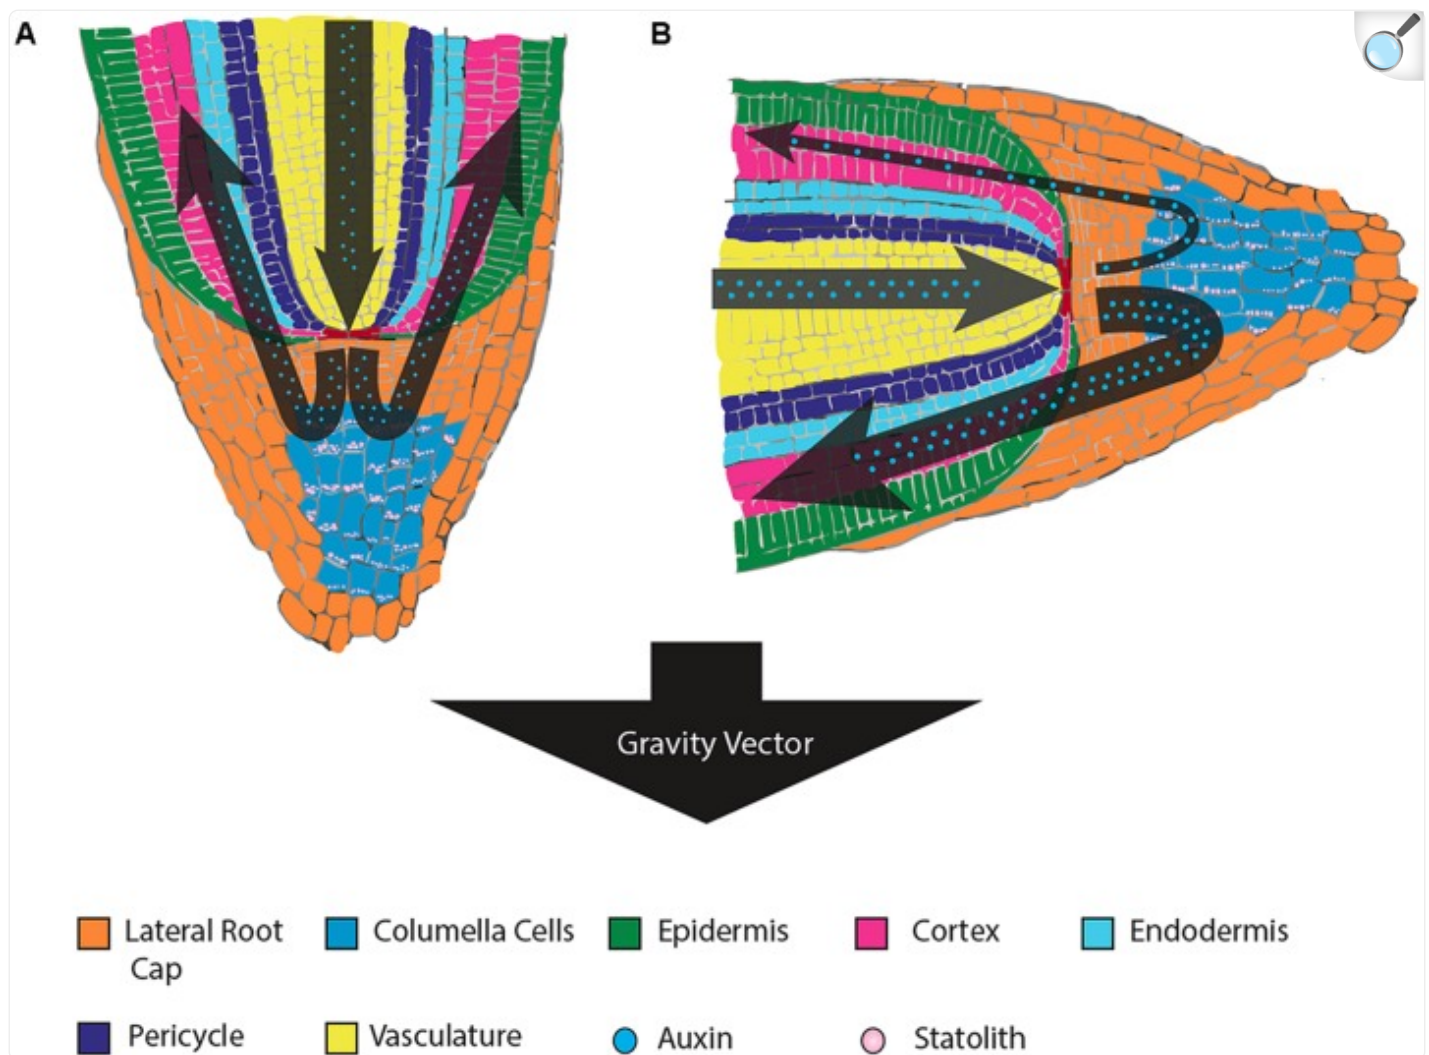 A
B
Gravity Vector
Lateral Root Cap
Columella Cells
Epidermis
Cortex
Endodermis
Pericycle
Vasculature
Auxin
Statolith